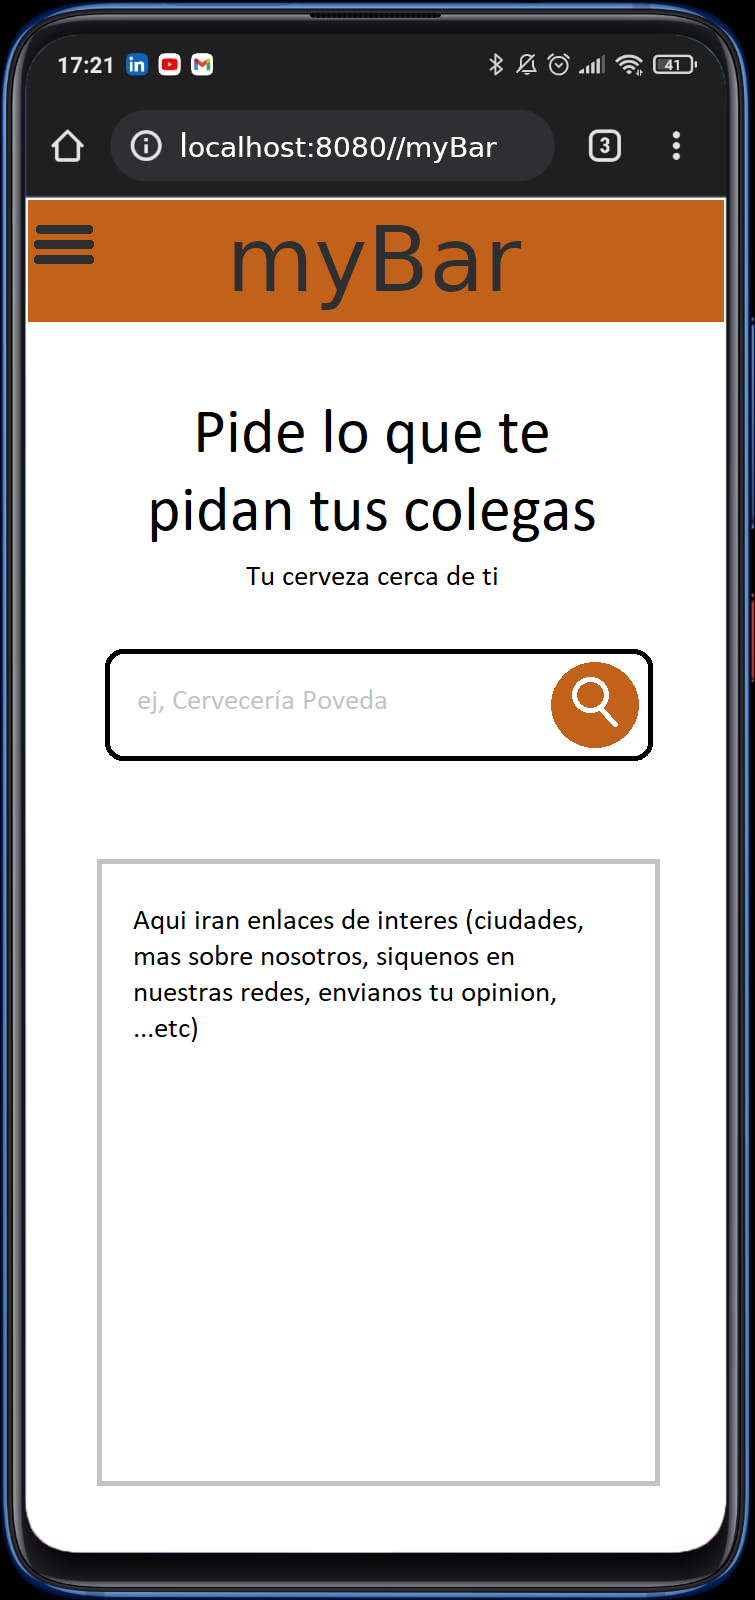 17:21
41
localhost:8080//myBar
3
myBar
Pide lo que te
pidan tus colegas
Tu cerveza cerca de ti
ej, Cervecería Poveda
Aqui iran enlaces de interes (ciudades,
mas sobre nosotros, siquenos en
nuestras redes, envianos tu opinion,
...etc)